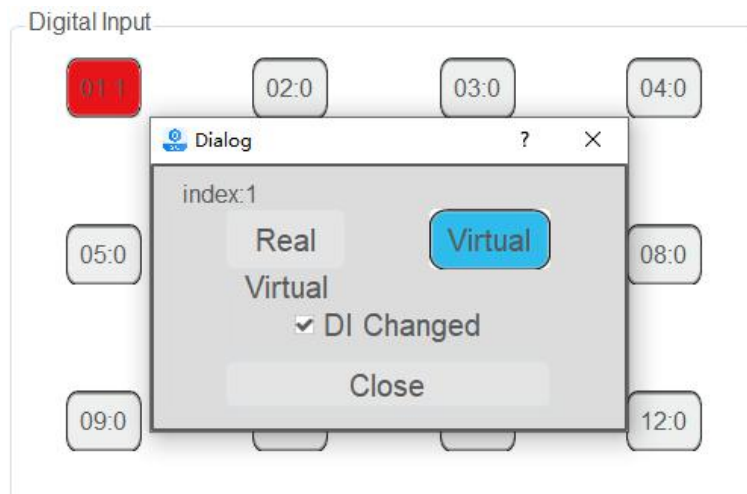 Digital Input
01:1
02:0
03:0
04:0
Dialog
?
index:1
Real
Virtual
05:0
08:0
Virtual
DI Changed
Close
09:0
12:0